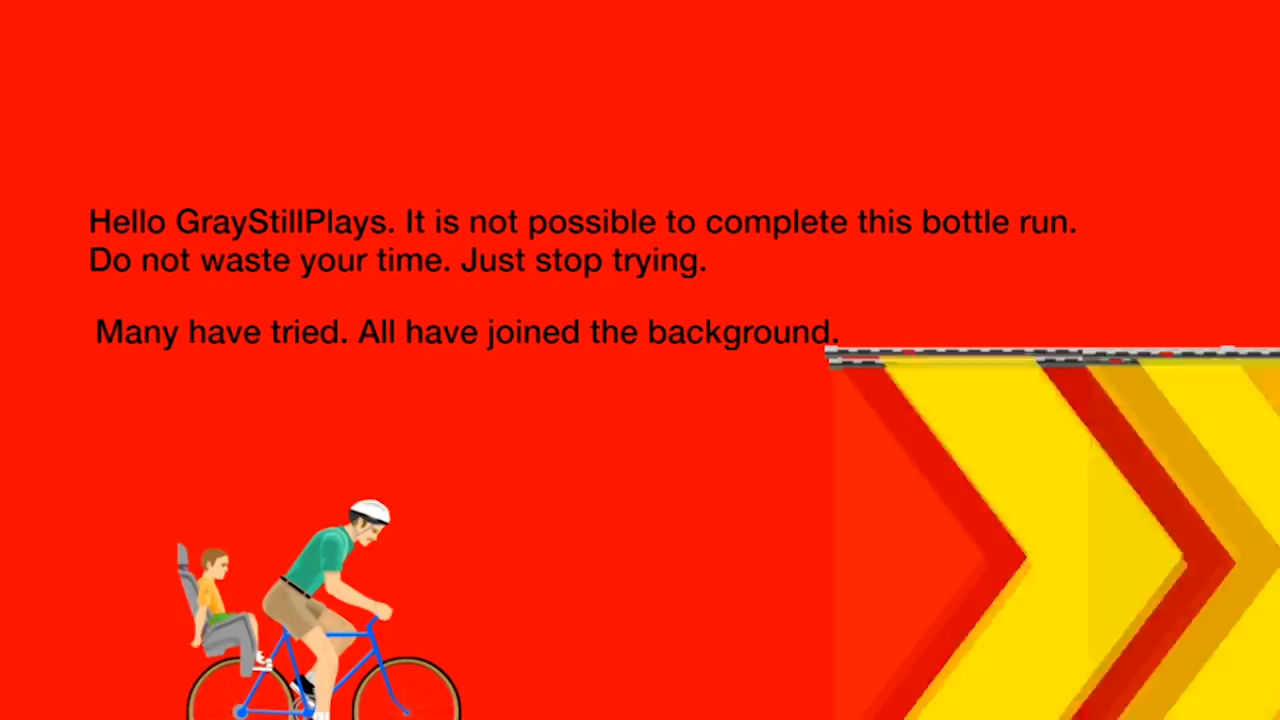 Hello GrayStillPlays. It is not possible to complete this bottle run.
Do not waste your time. Just stop trying.
Many have tried. All have joined the background.